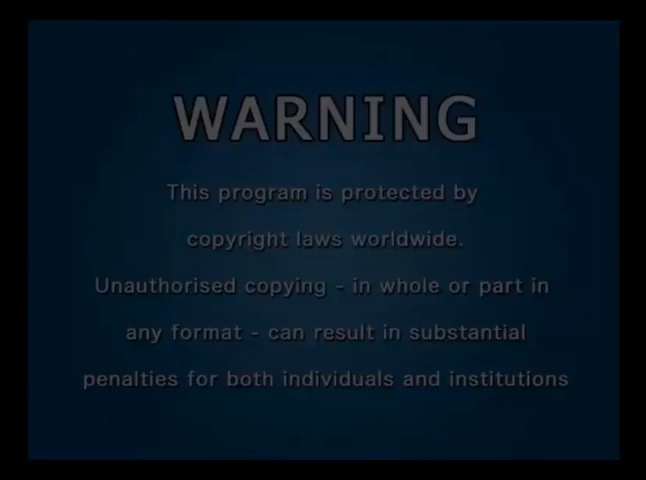 WARNING
This program is protected by
copyright laws worldwide.
Unauthorised copying - in whole or part in
any format - can result in substantial
penalties for both individuals and institutions